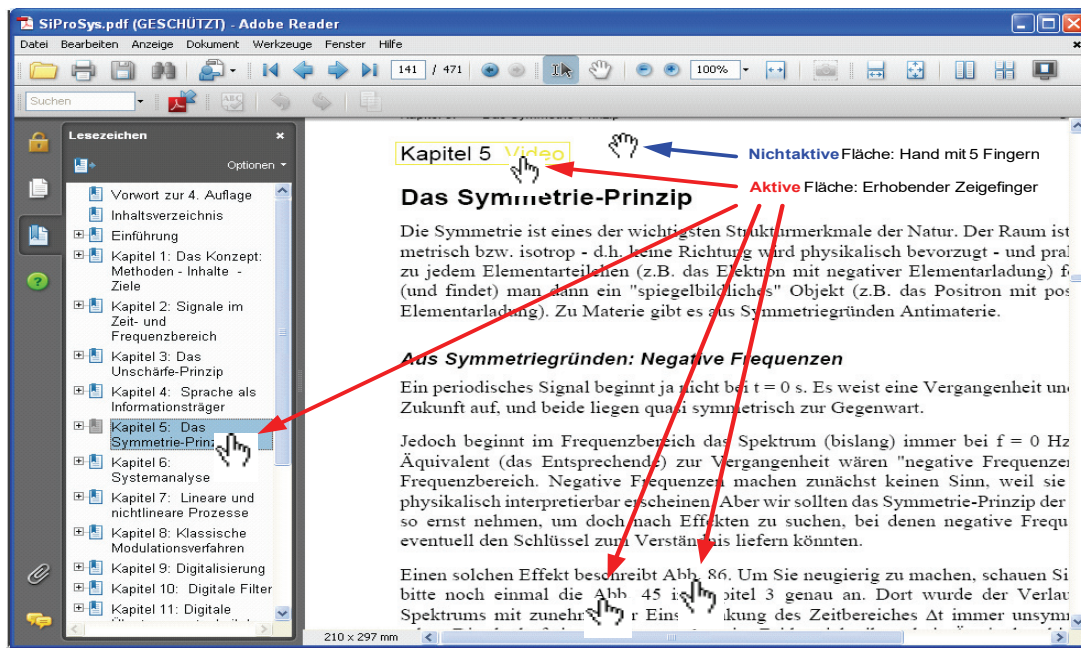 SiProSys.pdf (GESCHÜTZT) - Adobe Reader
Datei Bearbeiten Anzeige Dokument Werkzeuge Fenster Hilfe
141 / 471 100%
Suchen
Lesezeichen
Optionen
Vorwort zur 4. Auflage
Inhaltsverzeichnis
Einführung
Kapitel 1: Das Konzept:
Methoden - Inhalte -
Ziele
Kapitel 2: Signale im
Zeit- und
Frequenzbereich
Kapitel 3: Das
Unschärfe-Prinzip
Kapitel 4: Sprache als
Informationsträger
Kapitel 5: Das
Symmetrie-Prinz
Kapitel 6:
Systemanalyse
Kapitel 7: Lineare und
nichtlineare Prozesse
Kapitel 8: Klassische
Modulationsverfahren
Kapitel 9: Digitalisierung
Kapitel 10: Digitale Filter
Kapitel 11: Digitale
Kapitel 5 Video
Nichtaktive Fläche: Hand mit 5 Fingern
Aktive Fläche: Erhobender Zeigefinger
Das Symmetrie-Prinzip
Die Symmetrie ist eines der wichtigsten Strukturmerkmale der Natur. Der Raum ist
metrisch bzw. isotrop - d.h. keine Richtung wird physikalisch bevorzugt - und pra
zu jedem Elementarteilchen (z.B. das Elektron mit negativer Elementarladung) f
(und findet) man dann ein "spiegelbildliches" Objekt (z.B. das Positron mit pos
Elementarladung). Zu Materie gibt es aus Symmetriegründen Antimaterie.
Aus Symmetriegründen: Negative Frequenzen
Ein periodisches Signal beginnt ja nicht bei t = 0 s. Es weist eine Vergangenheit und
Zukunft auf, und beide liegen quasi symmetrisch zur Gegenwart.
Jedoch beginnt im Frequenzbereich das Spektrum (bislang) immer bei f = 0 Hz
Äquivalent (das Entsprechende) zur Vergangenheit wären "negative Frequenze
Frequenzbereich. Negative Frequenzen machen zunächst keinen Sinn, weil sie
physikalisch interpretierbar erscheinen. Aber wir sollten das Symmetrie-Prinzip der
so ernst nehmen, um doch nach Effekten zu suchen, bei denen negative Frequ
eventuell den Schlüssel zum Verständnis liefern könnten.
Einen solchen Effekt beschreibt Abb. 86. Um Sie neugierig zu machen, schauen Si
bitte noch einmal die Abb. 45 i pitel 3 genau an. Dort wurde der Verlau
Spektrums mit zunehm r Eins kung des Zeitbereiches Δt immer unsym
210 x 297 mm